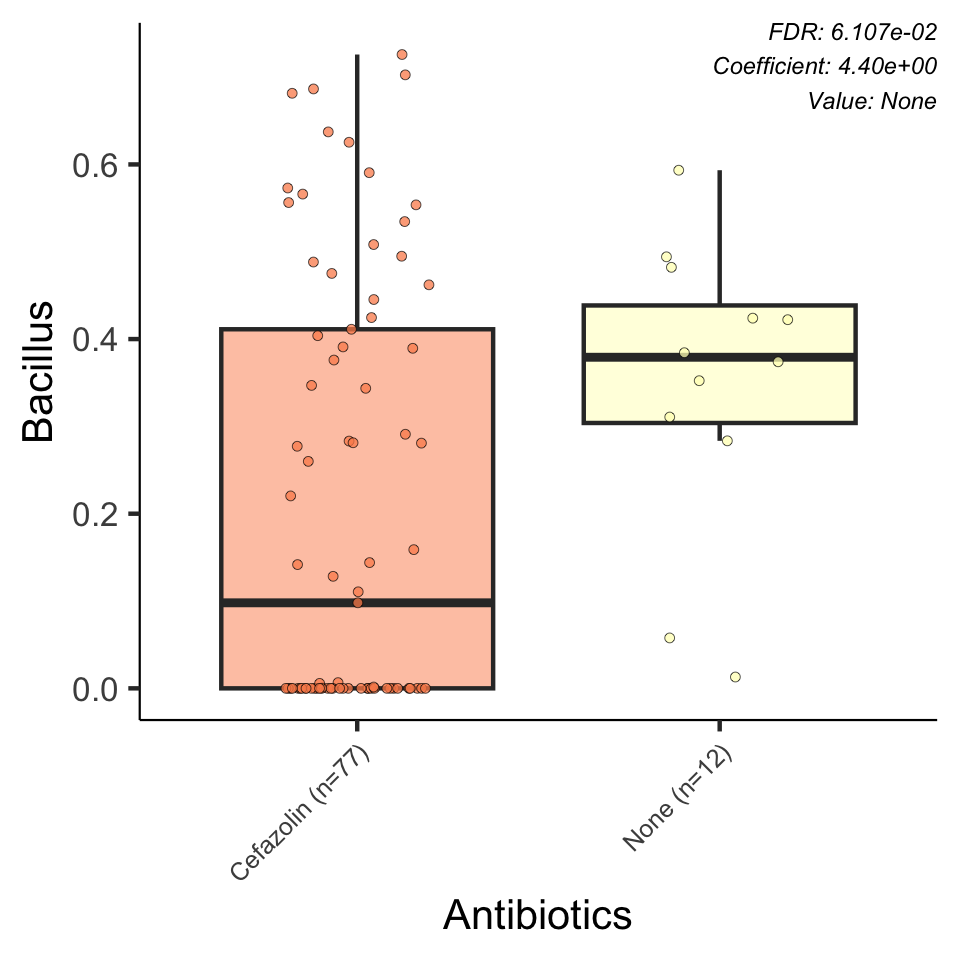 FDR: 6.107e-02
Coefficient: 4.40e+00
Value: None
Bacillus
0.6
0.4
0.2
0.0
Cefazolin (n=77)
None (n=12)
Antibiotics